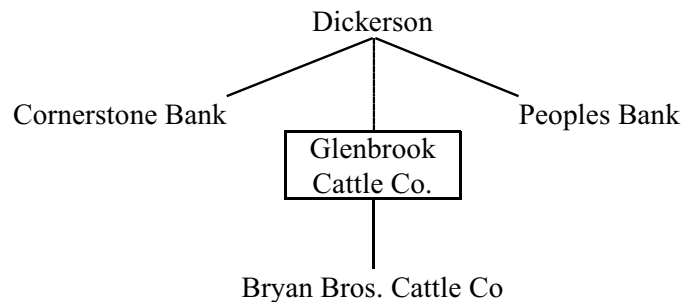 Dickerson
Cornerstone Bank
Peoples Bank
Glenbrook
Cattle Co.
Bryan Bros. Cattle Co